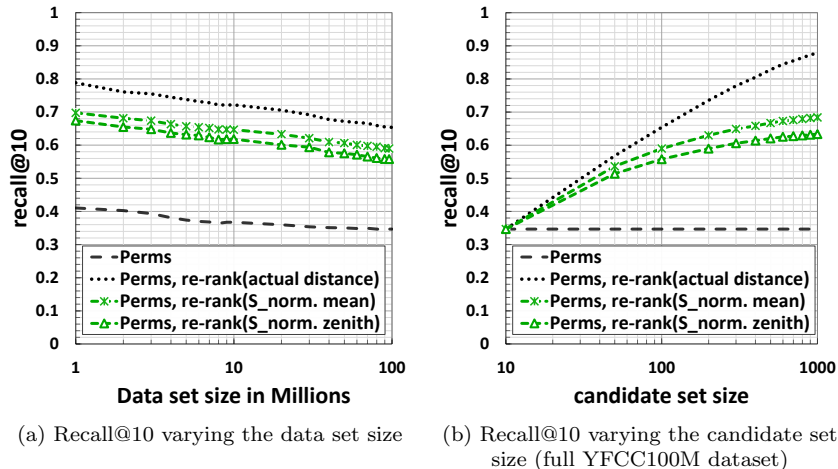 1
0.9
0.8
0.7
0.6
0.5
0.4
0.3
0.2
0.1
0
recall@10
Perms
Perms, re-rank(actual distance)
Perms, re-rank(S_norm. mean)
Perms, re-rank(S_norm. zenith)
1 10 100
Data set size in Millions
(a) Recall@10 varying the data set size
1
0.9
0.8
0.7
0.6
0.5
0.4
0.3
0.2
0.1
0
recall@10
Perms
Perms, re-rank(actual distance)
Perms, re-rank(S_norm. mean)
Perms, re-rank(S_norm. zenith)
10 100 1000
candidate set size
(b) Recall@10 varying the candidate set
size (full YFCC100M dataset)